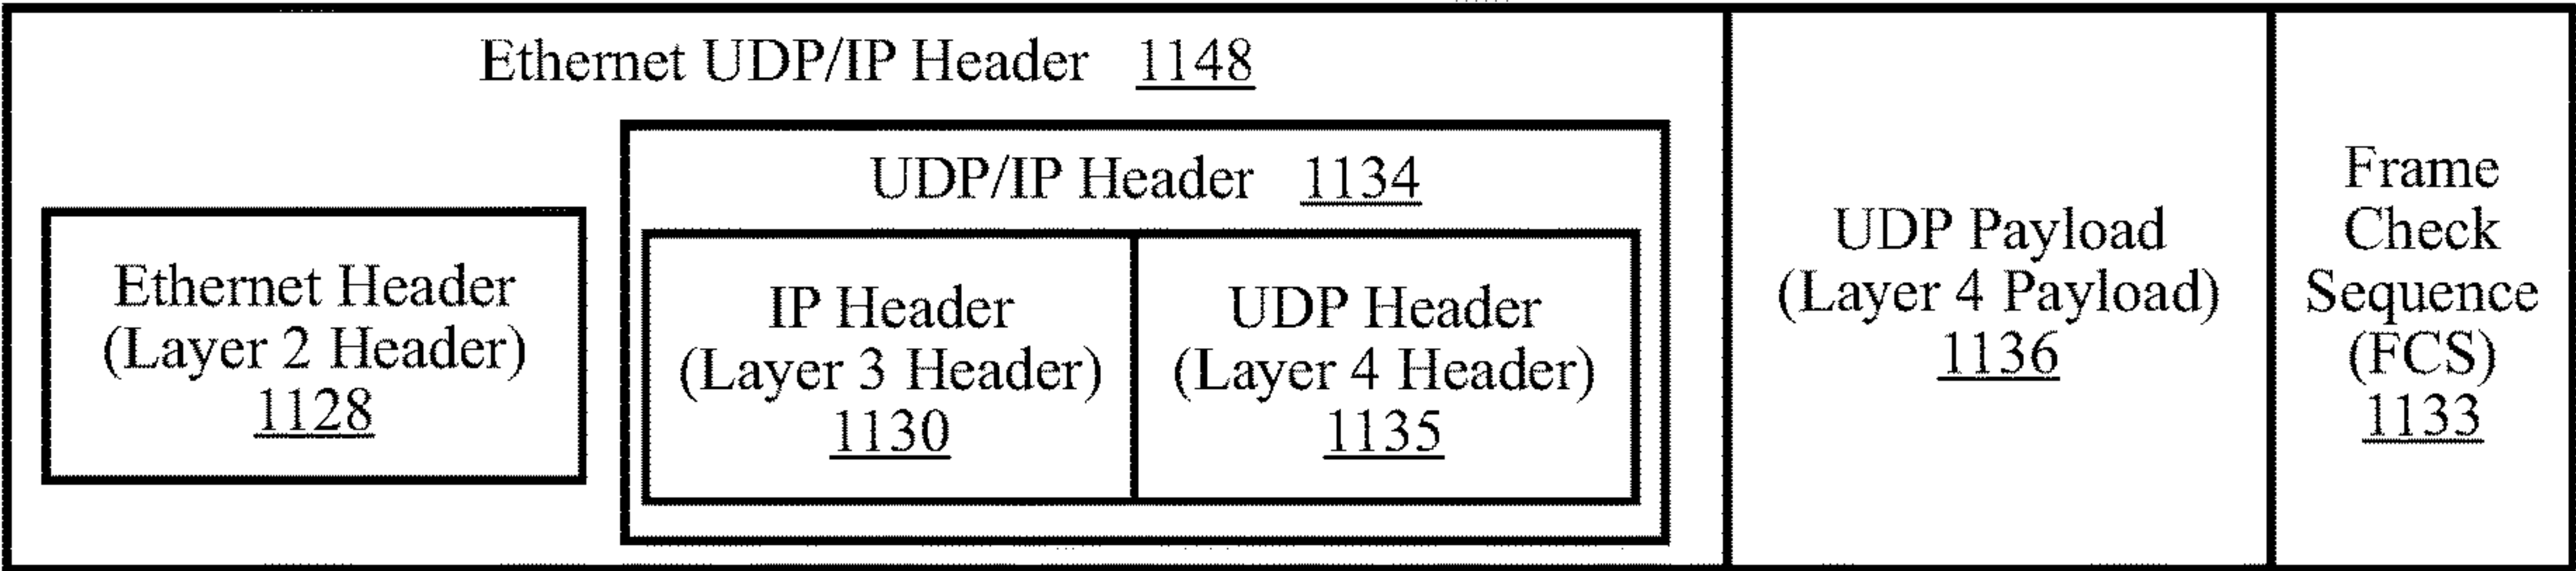 Ethernet UDP/IP Header 1148
UDP/IP Header 1134
Ethernet Header
(Layer 2 Header)
1128
IP Header
(Layer 3 Header)
1130
UDP Header
(Layer 4 Header)
1135
UDP Payload
(Layer 4 Payload)
1136
Frame
Check
Sequence
(FCS)
1133